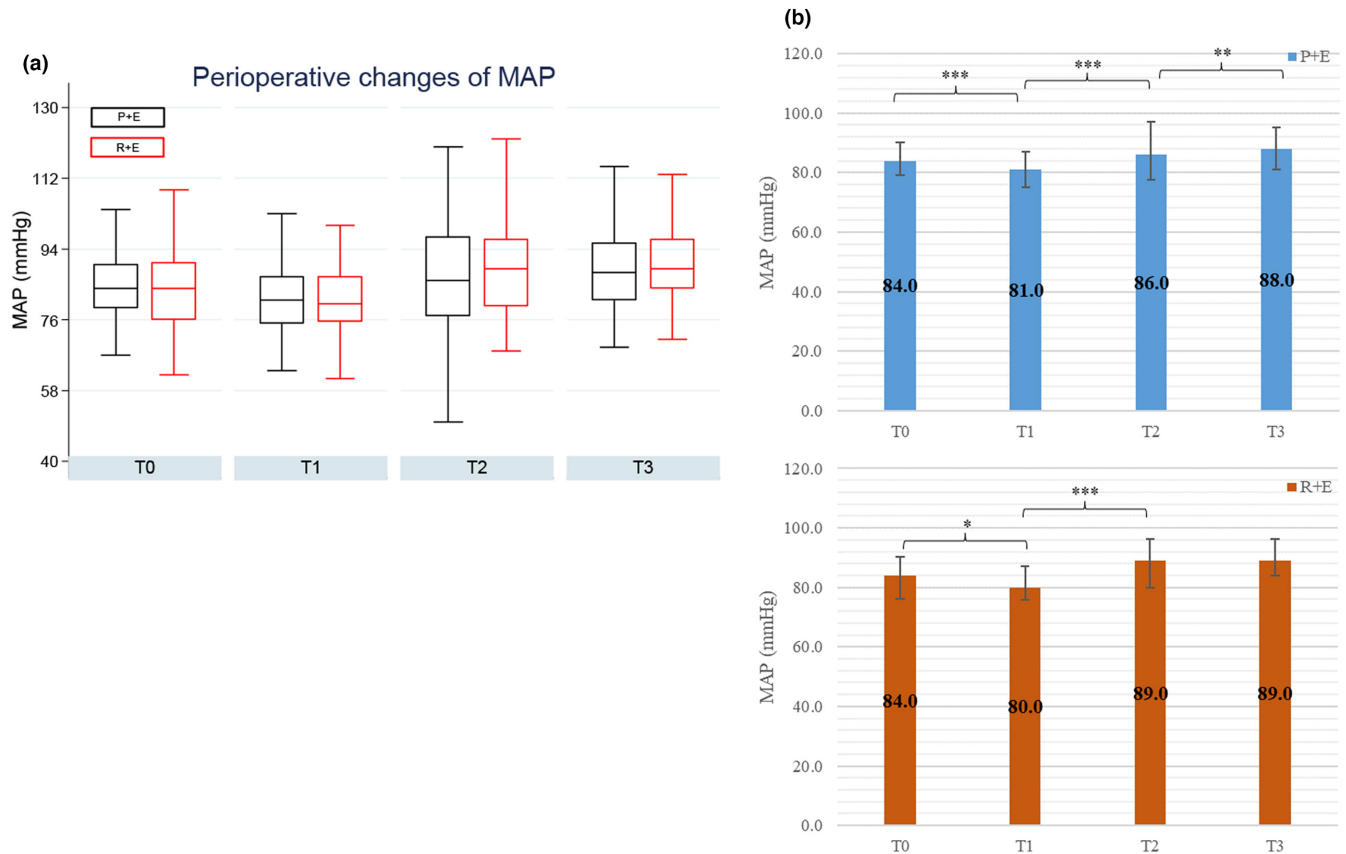 (a)
Perioperative changes of MAP
P+E
R+E
MAP (mmHg)
130
112
94
76
58
40
T0 T1 T2 T3
(b)
P+E
MAP (mmHg)
120.0
100.0
80.0
60.0
40.0
20.0
0.0
*** *** **
84.0 81.0 86.0 88.0
T0 T1 T2 T3
R+E
MAP (mmHg)
120.0
100.0
80.0
60.0
40.0
20.0
0.0
* ***
84.0 80.0 89.0 89.0
T0 T1 T2 T3